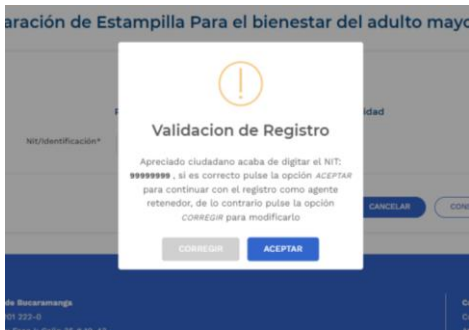 aración de Estampilla Para el bienestar del adulto mayo
idad
Nit/Identificación*
Validacion de Registro
Apreciado ciudadano acaba de digitar el NIT:
99999999 , si es correcto pulse la opción ACEPTAR
para continuar con el registro como agente
retenedor, de lo contrario pulse la opción
CORREGIR para modificarlo
CORREGIR
ACEPTAR
CANCELAR
CON
de Bucaramanga